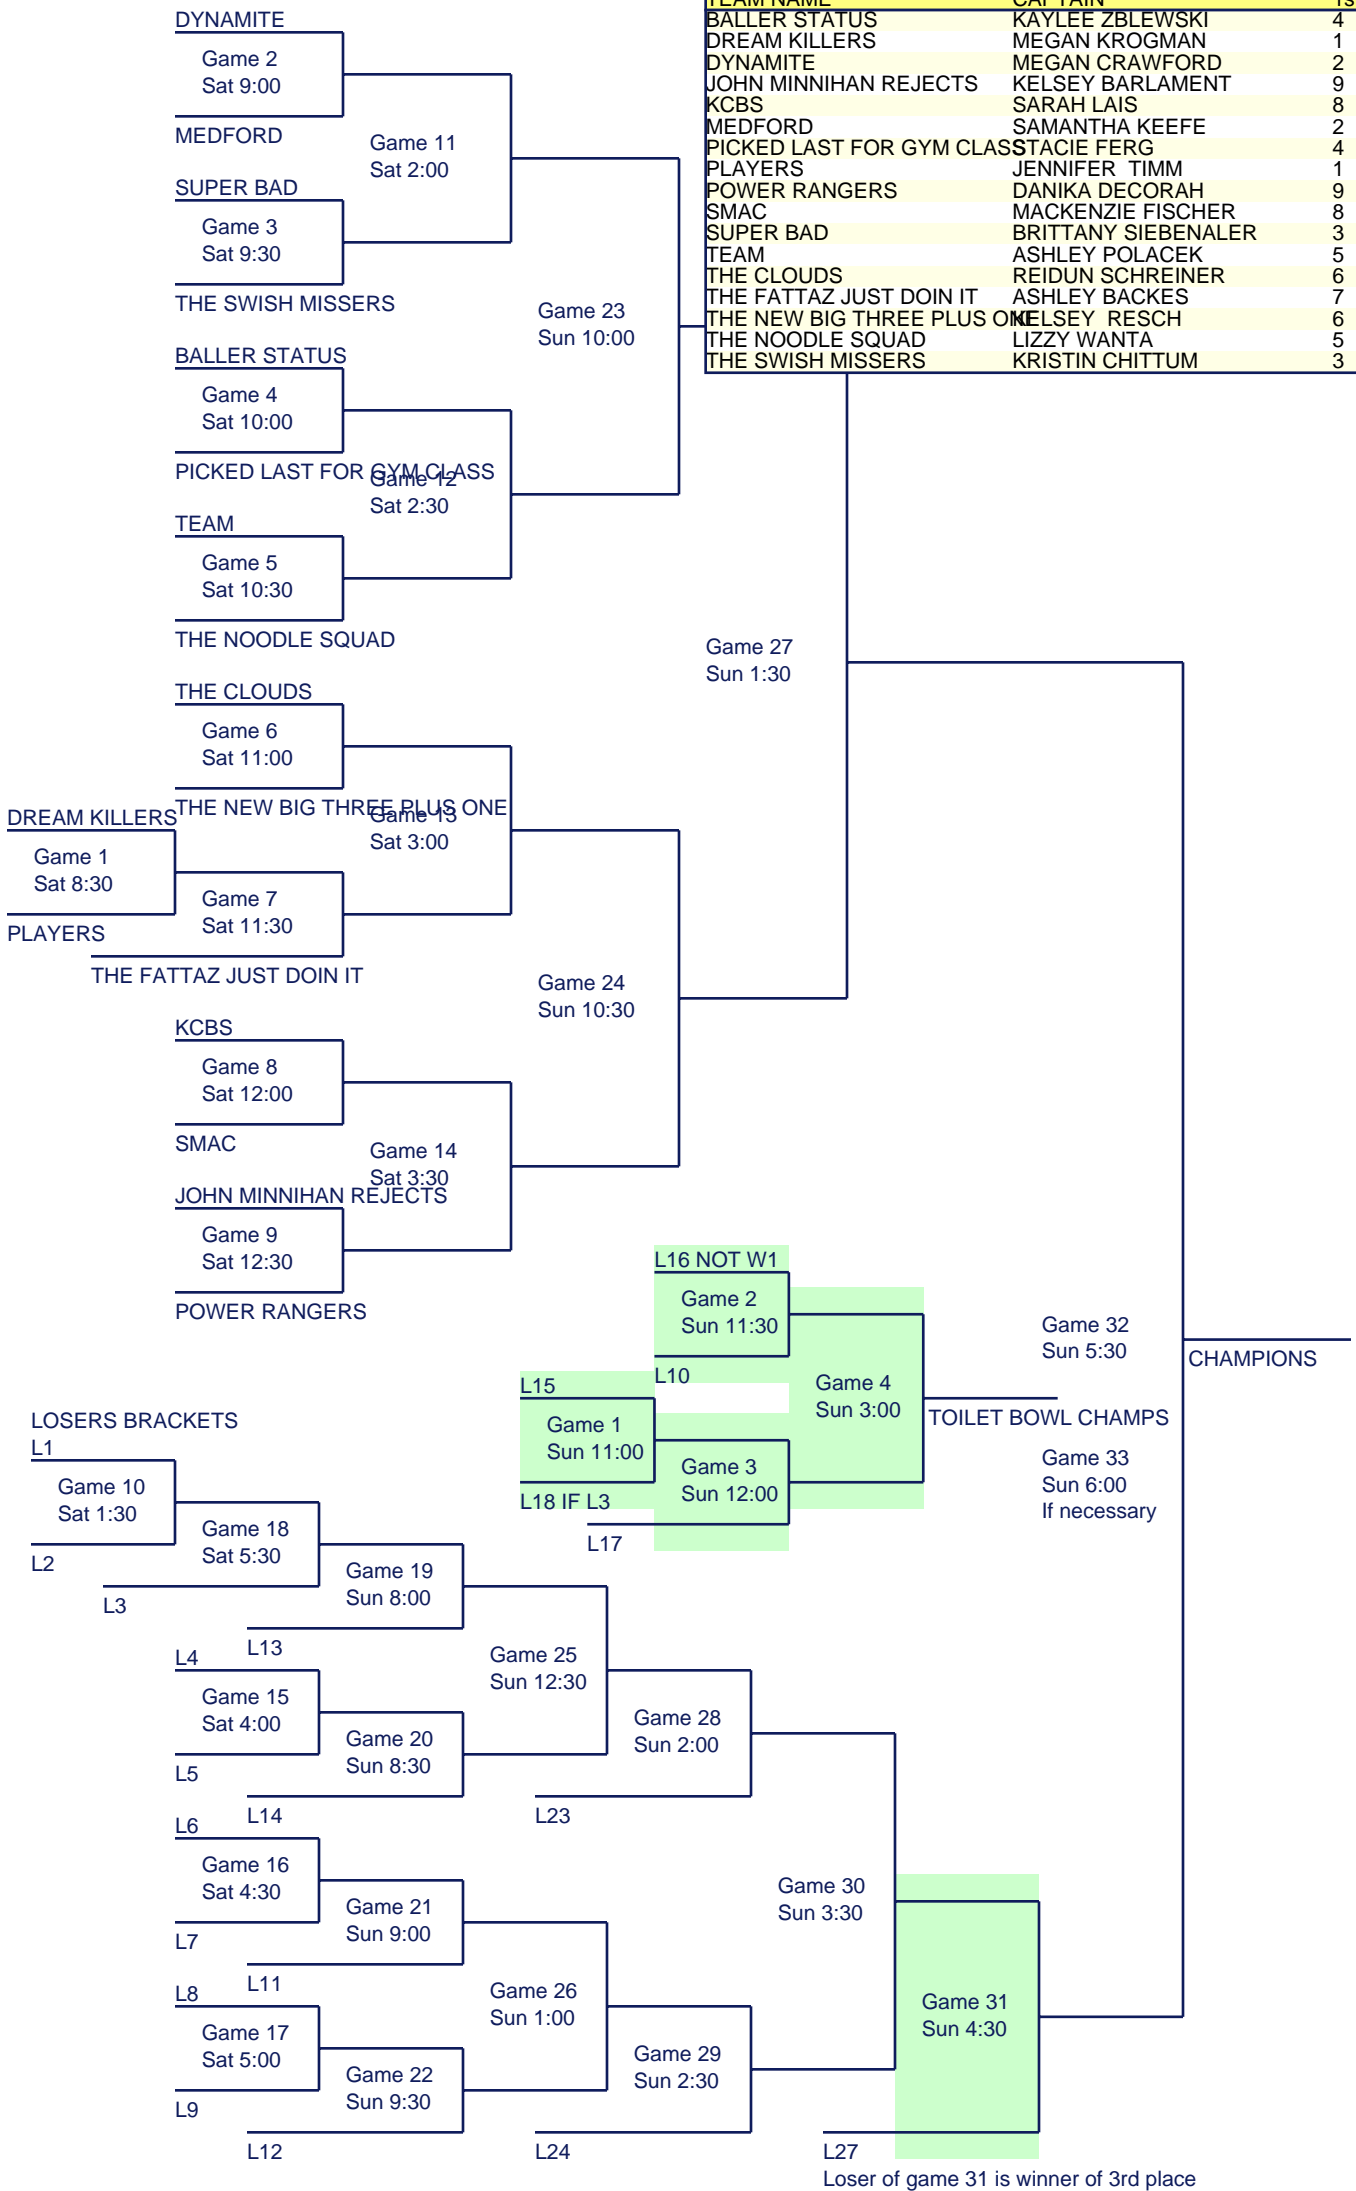 TEAM NAME CAPTAIN 1s
BALLER STATUS KAYLEE ZBLEWSKI 4
DREAM KILLERS MEGAN KROGMAN 1
DYNAMITE MEGAN CRAWFORD 2
JOHN MINNIHAN REJECTS KELSEY BARLAMENT 9
KCBS SARAH LAIS 8
MEDFORD SAMANTHA KEEFE 2
PICKED LAST FOR GYM CLASS STACIE FERG 4
PLAYERS JENNIFER TIMM 1
POWER RANGERS DANIKA DECORAH 9
SMAC MACKENZIE FISCHER 8
SUPER BAD BRITTANY SIEBENALER 3
TEAM ASHLEY POLACEK 5
THE CLOUDS REIDUN SCHREINER 6
THE FATTAZ JUST DOIN IT ASHLEY BACKES 7
THE NEW BIG THREE PLUS ONE KELSEY RESCH 6
THE NOODLE SQUAD LIZZY WANTA 5
THE SWISH MISSERS KRISTIN CHITTUM 3
DYNAMITE
Game 2
Sat 9:00
MEDFORD
Game 11
Sat 2:00
SUPER BAD
Game 3
Sat 9:30
THE SWISH MISSERS
Game 23
Sun 10:00
BALLER STATUS
Game 4
Sat 10:00
PICKED LAST FOR GYM CLASS
Game 12
Sat 2:30
TEAM
Game 5
Sat 10:30
THE NOODLE SQUAD
Game 27
Sun 1:30
THE CLOUDS
Game 6
Sat 11:00
THE NEW BIG THREE PLUS ONE
Game 13
Sat 3:00
DREAM KILLERS
Game 1
Sat 8:30
PLAYERS
Game 7
Sat 11:30
THE FATTAZ JUST DOIN IT
Game 24
Sun 10:30
KCBS
Game 8
Sat 12:00
SMAC
Game 14
Sat 3:30
JOHN MINNIHAN REJECTS
Game 9
Sat 12:30
POWER RANGERS
L16 NOT W1
Game 2
Sun 11:30
L10
L15
Game 1
Sun 11:00
L18 IF L3
Game 3
Sun 12:00
L17
Game 4
Sun 3:00
TOILET BOWL CHAMPS
Game 32
Sun 5:30
CHAMPIONS
Game 33
Sun 6:00
If necessary
LOSERS BRACKETS
L1
Game 10
Sat 1:30
L2
Game 18
Sat 5:30
L3
Game 19
Sun 8:00
L13
L4
Game 15
Sat 4:00
L5
Game 20
Sun 8:30
L14
Game 25
Sun 12:30
Game 28
Sun 2:00
L23
L6
Game 16
Sat 4:30
L7
Game 21
Sun 9:00
L11
L8
Game 17
Sat 5:00
L9
Game 22
Sun 9:30
L12
Game 26
Sun 1:00
Game 29
Sun 2:30
L24
Game 30
Sun 3:30
Game 31
Sun 4:30
L27
Loser of game 31 is winner of 3rd place